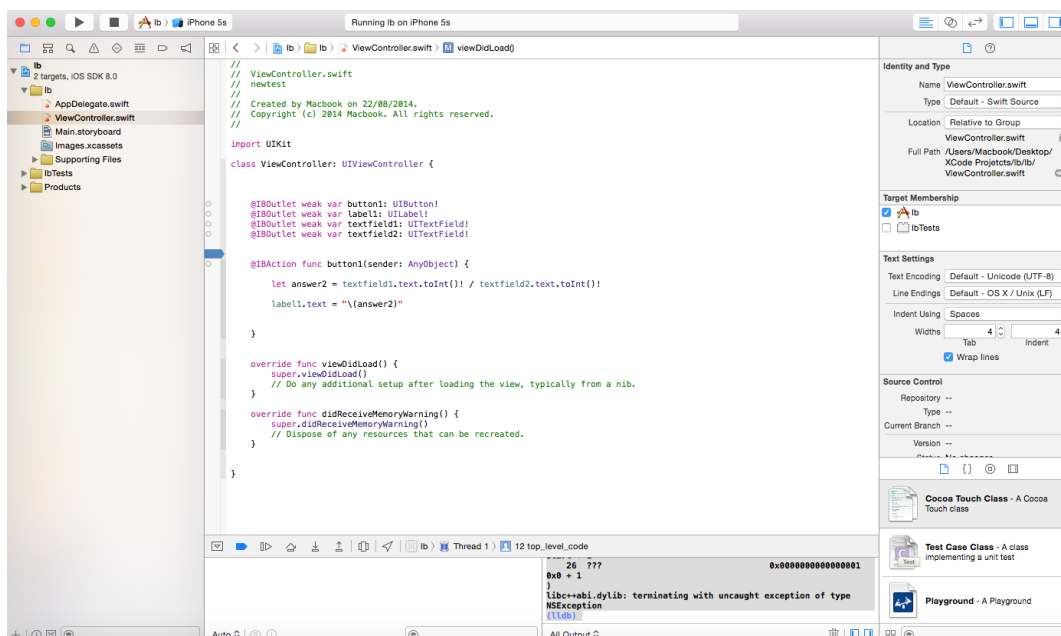 lb
iPhone 5s
Running lb on iPhone 5s
lb
lb
ViewController.swift
M viewDidLoad()
lb
2 targets, iOS SDK 8.0
lb
AppDelegate.swift
ViewController.swift
Main.storyboard
Images.xcassets
Supporting Files
lbTests
Products
//
//  ViewController.swift
//  newtest
//
//  Created by Macbook on 22/08/2014.
//  Copyright (c) 2014 Macbook. All rights reserved.
//
import UIKit
class ViewController: UIViewController {
@IBOutlet weak var button1: UIButton!
@IBOutlet weak var label1: UILabel!
@IBOutlet weak var textfield1: UITextField!
@IBOutlet weak var textfield2: UITextField!
@IBAction func button1(sender: AnyObject) {
let answer2 = textfield1.text.toInt()! / textfield2.text.toInt()!
label1.text = "\(answer2)"
}
override func viewDidLoad() {
super.viewDidLoad()
// Do any additional setup after loading the view, typically from a nib.
}
override func didReceiveMemoryWarning() {
super.didReceiveMemoryWarning()
// Dispose of any resources that can be recreated.
}
}
lb
Thread 1
12 top_level_code
26  ???                                 0x0000000000000001
0x0 + 1
)
libc++abi.dylib: terminating with uncaught exception of type
NSException
(lldb)
Auto
All Output
Identity and Type
Name ViewController.swift
Type Default - Swift Source
Location Relative to Group
ViewController.swift
Full Path /Users/Macbook/Desktop/
XCode Projetcts/lb/lb/
ViewController.swift
Target Membership
lb
lbTests
Text Settings
Text Encoding Default - Unicode (UTF-8)
Line Endings Default - OS X / Unix (LF)
Indent Using Spaces
Widths 4 4
Tab Indent
Wrap lines
Source Control
Repository --
Type --
Current Branch --
Version --
Status No changes
{}
Cocoa Touch Class - A Cocoa
Touch class
Test
Test Case Class - A class
implementing a unit test
Playground - A Playground